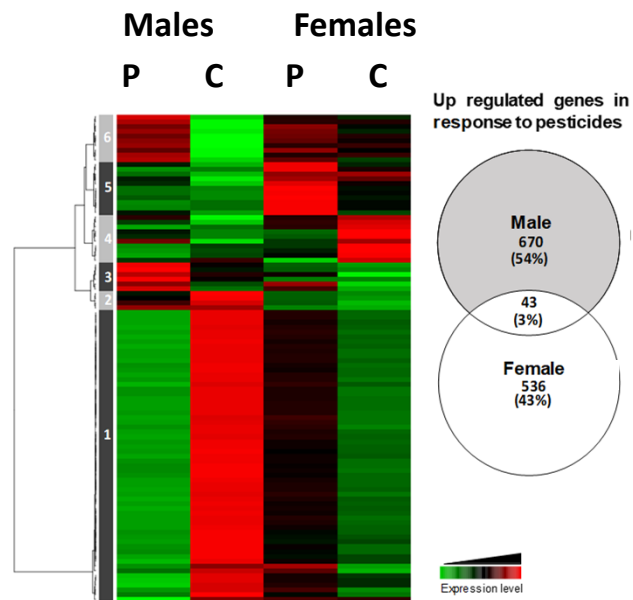 Males Females
P C P C
Up regulated genes in
response to pesticides
6
5
4
3
2
1
Male
670
(54%)
43
(3%)
Female
536
(43%)
Expression level